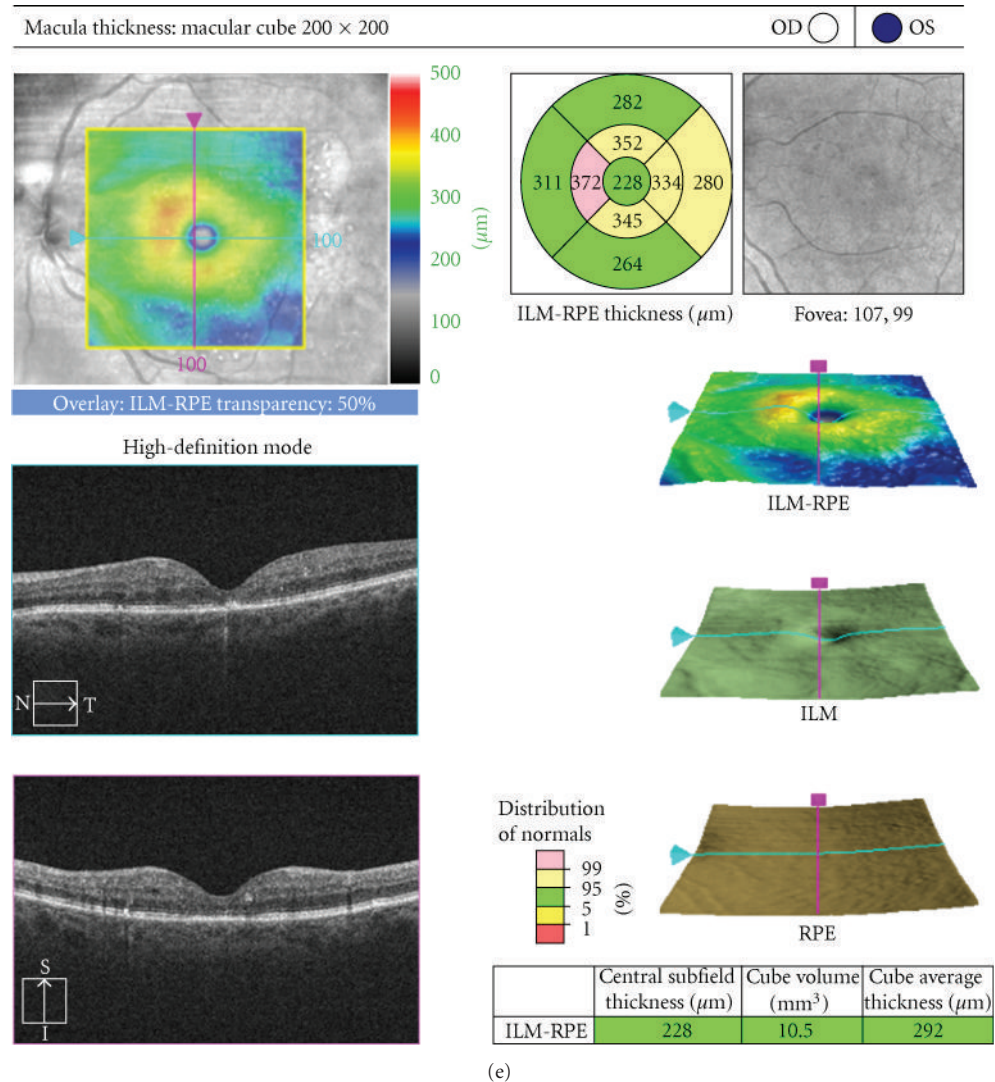 Macula thickness: macular cube 200 × 200
OD
OS
500
400
300
200
100
0
(μm)
100
100
Overlay: ILM-RPE transparency: 50%
282
352
311
372
228
334
280
345
264
ILM-RPE thickness (μm)
Fovea: 107, 99
High-definition mode
N
T
S
I
ILM-RPE
ILM
RPE
Distribution
of normals
99
95
5
1
(%)
Central subfield
thickness (μm)
Cube volume
(mm³)
Cube average
thickness (μm)
ILM-RPE
228
10.5
292
(e)